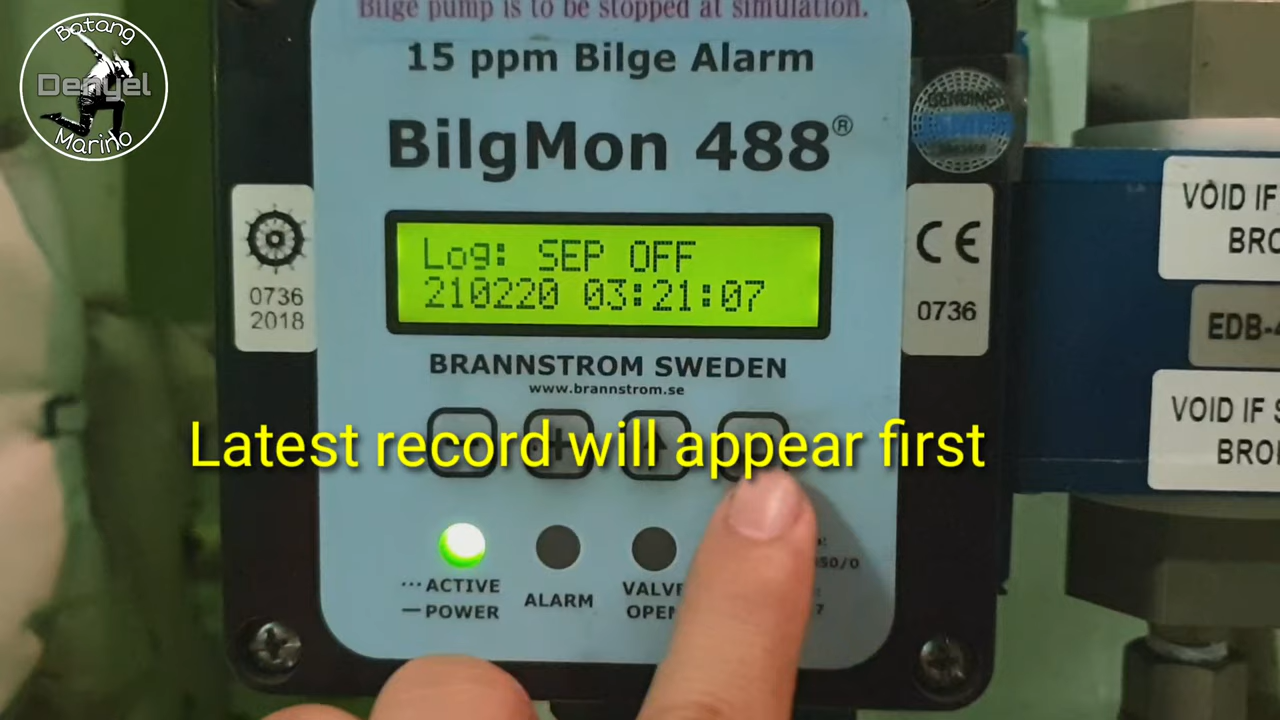 Batang
Denyel
Marino
Bilge pump is to be stopped at simulation.
15 ppm Bilge Alarm
BilgMon 488®
GENUINE
Log: SEP OFF
210220 03:21:07
0736
2018
CE
0736
BRANNSTROM SWEDEN
www.brannstrom.se
Latest record will appear first
ACTIVE
POWER
ALARM
VALVE
OPEN
VOID IF
EDB-
VOID IF